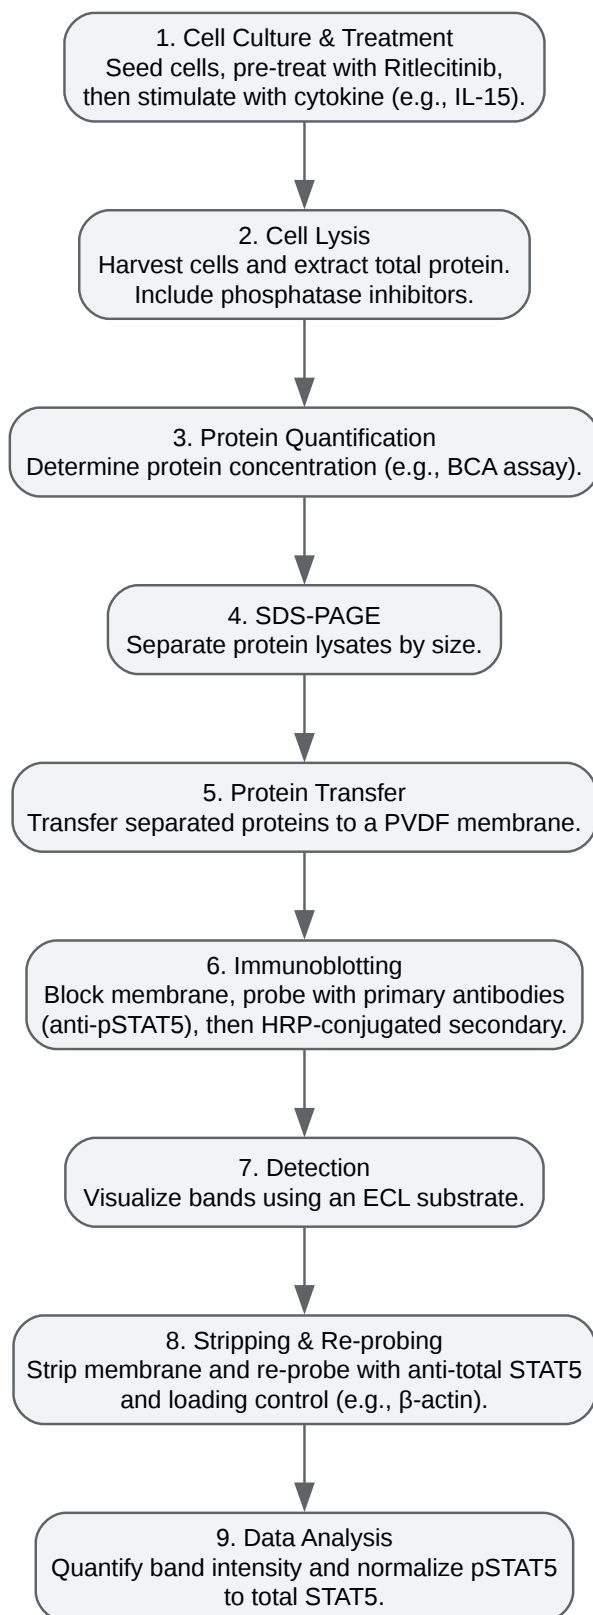 1. Cell Culture & Treatment
Seed cells, pre-treat with Ritlecitinib,
then stimulate with cytokine (e.g., IL-15).
2. Cell Lysis
Harvest cells and extract total protein.
Include phosphatase inhibitors.
3. Protein Quantification
Determine protein concentration (e.g., BCA assay).
4. SDS-PAGE
Separate protein lysates by size.
5. Protein Transfer
Transfer separated proteins to a PVDF membrane.
6. Immunoblotting
Block membrane, probe with primary antibodies
(anti-pSTAT5), then HRP-conjugated secondary.
7. Detection
Visualize bands using an ECL substrate.
8. Stripping & Re-probing
Strip membrane and re-probe with anti-total STAT5
and loading control (e.g., β-actin).
9. Data Analysis
Quantify band intensity and normalize pSTAT5
to total STAT5.